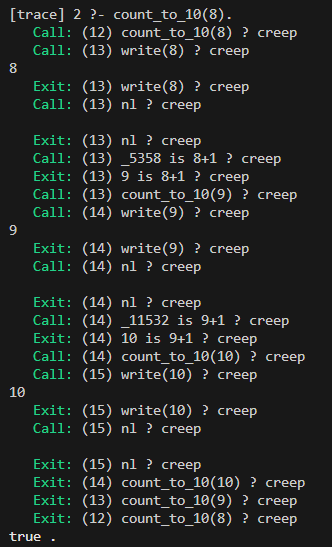 [trace] 2 ?- count_to_10(8).
   Call: (12) count_to_10(8) ? creep
   Call: (13) write(8) ? creep
8
   Exit: (13) write(8) ? creep
   Call: (13) nl ? creep

   Exit: (13) nl ? creep
   Call: (13) _5358 is 8+1 ? creep
   Exit: (13) 9 is 8+1 ? creep
   Call: (13) count_to_10(9) ? creep
   Call: (14) write(9) ? creep
9
   Exit: (14) write(9) ? creep
   Call: (14) nl ? creep

   Exit: (14) nl ? creep
   Call: (14) _11532 is 9+1 ? creep
   Exit: (14) 10 is 9+1 ? creep
   Call: (14) count_to_10(10) ? creep
   Call: (15) write(10) ? creep
10
   Exit: (15) write(10) ? creep
   Call: (15) nl ? creep

   Exit: (15) nl ? creep
   Exit: (14) count_to_10(10) ? creep
   Exit: (13) count_to_10(9) ? creep
   Exit: (12) count_to_10(8) ? creep
true .